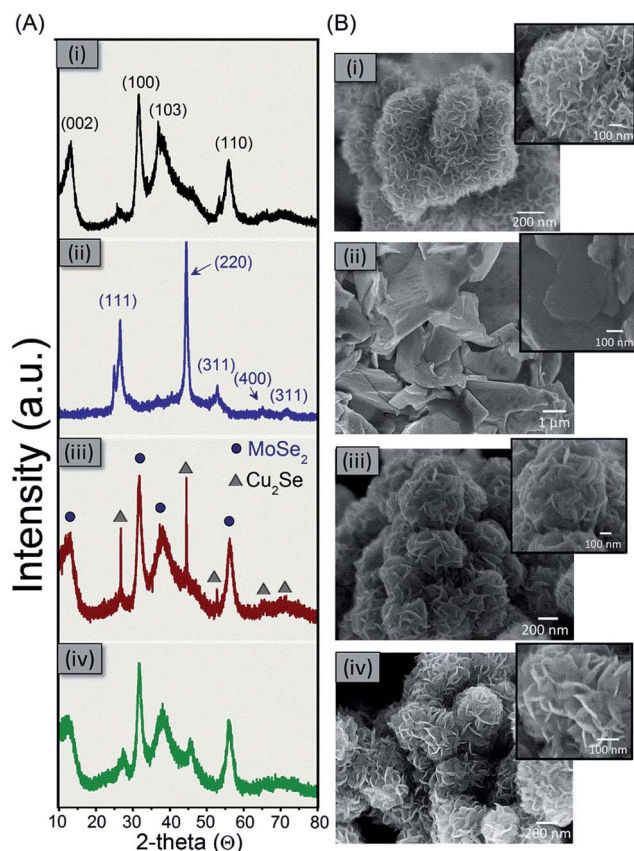 (A)
(i)
(002)
(100)
(103)
(110)
(ii)
(111)
(220)
(311)
(400)
(311)
(iii)
MoSe2
Cu2Se
(iv)
Intensity (a.u.)
10 20 30 40 50 60 70 80
2-theta (Θ)
(B)
(i)
100 nm
200 nm
(ii)
100 nm
1 µm
(iii)
100 nm
200 nm
(iv)
100 nm
200 nm